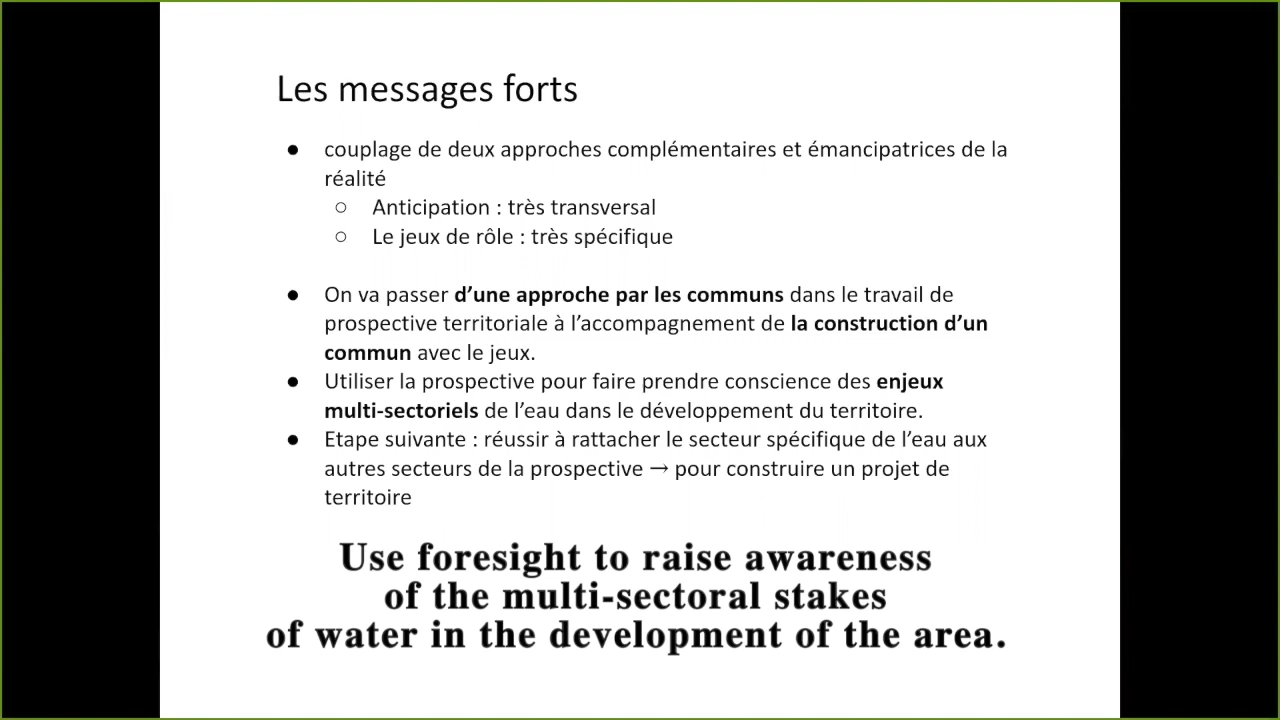 Les messages forts
● couplage de deux approches complémentaires et émancipatrices de la
réalité
○ Anticipation : très transversal
○ Le jeux de rôle : très spécifique
● On va passer d’une approche par les communs dans le travail de
prospective territoriale à l’accompagnement de la construction d’un
commun avec le jeux.
● Utiliser la prospective pour faire prendre conscience des enjeux
multi-sectoriels de l’eau dans le développement du territoire.
● Etape suivante : réussir à rattacher le secteur spécifique de l’eau aux
autres secteurs de la prospective → pour construire un projet de
territoire
Use foresight to raise awareness
of the multi-sectoral stakes
of water in the development of the area.